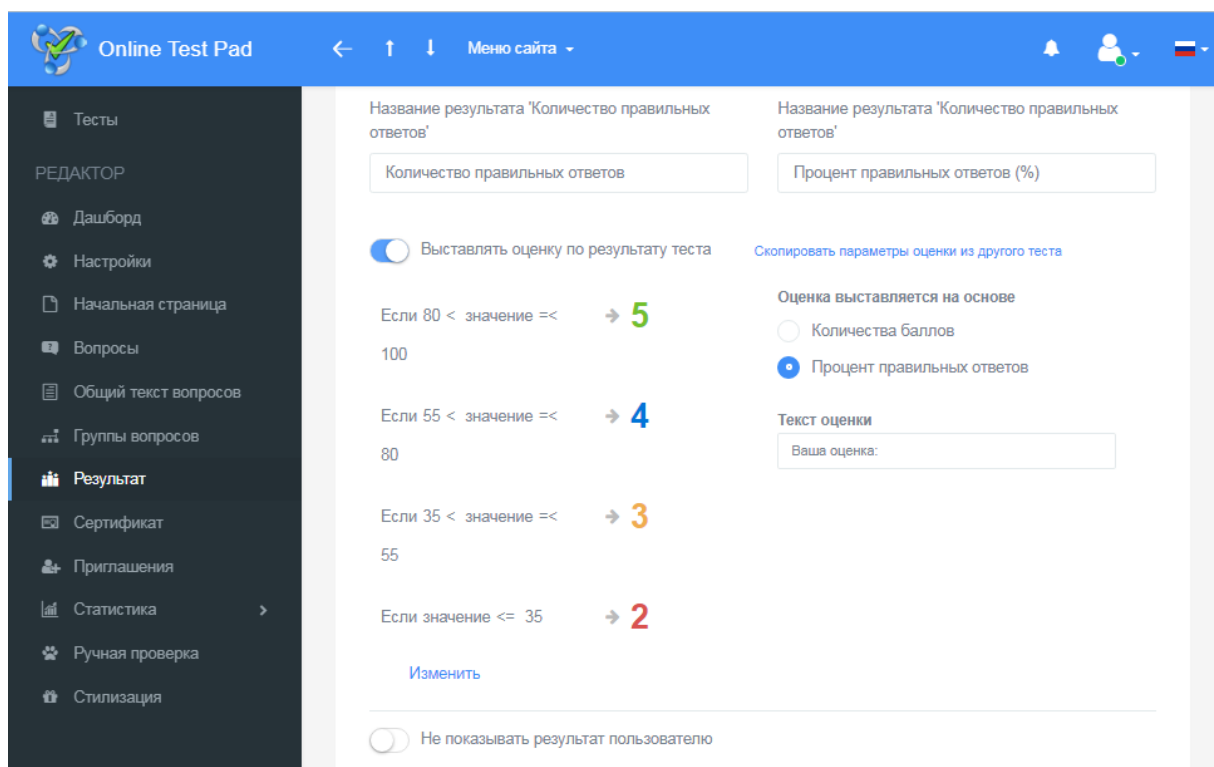 Online Test Pad
Меню сайта
Тесты
РЕДАКТОР
Дашборд
Настройки
Начальная страница
Вопросы
Общий текст вопросов
Группы вопросов
Результат
Сертификат
Приглашения
Статистика
Ручная проверка
Стилизация
Название результата 'Количество правильных
ответов'
Количество правильных ответов
Название результата 'Количество правильных
ответов'
Процент правильных ответов (%)
Выставлять оценку по результату теста
Скопировать параметры оценки из другого теста
Если 80 < значение =<
100
5
Если 55 < значение =<
80
4
Если 35 < значение =<
55
3
Если значение <= 35
2
Изменить
Оценка выставляется на основе
Количества баллов
Процент правильных ответов
Текст оценки
Ваша оценка:
Не показывать результат пользователю